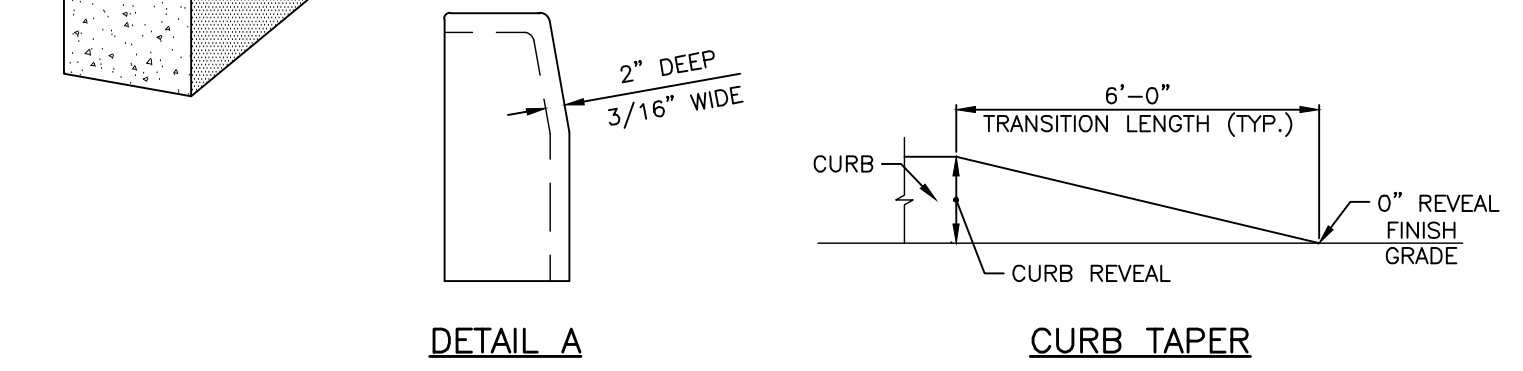 2” DEEP
3/16” WIDE
DETAIL A
6’–0”
TRANSITION LENGTH (TYP.)
CURB
0” REVEAL
FINISH
GRADE
CURB REVEAL
CURB TAPER